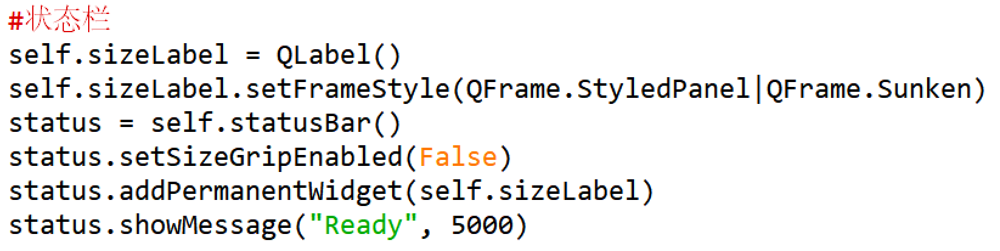 #状态栏
self.sizeLabel = QLabel()
self.sizeLabel.setFrameStyle(QFrame.StyledPanel|QFrame.Sunken)
status = self.statusBar()
status.setSizeGripEnabled(False)
status.addPermanentWidget(self.sizeLabel)
status.showMessage("Ready", 5000)